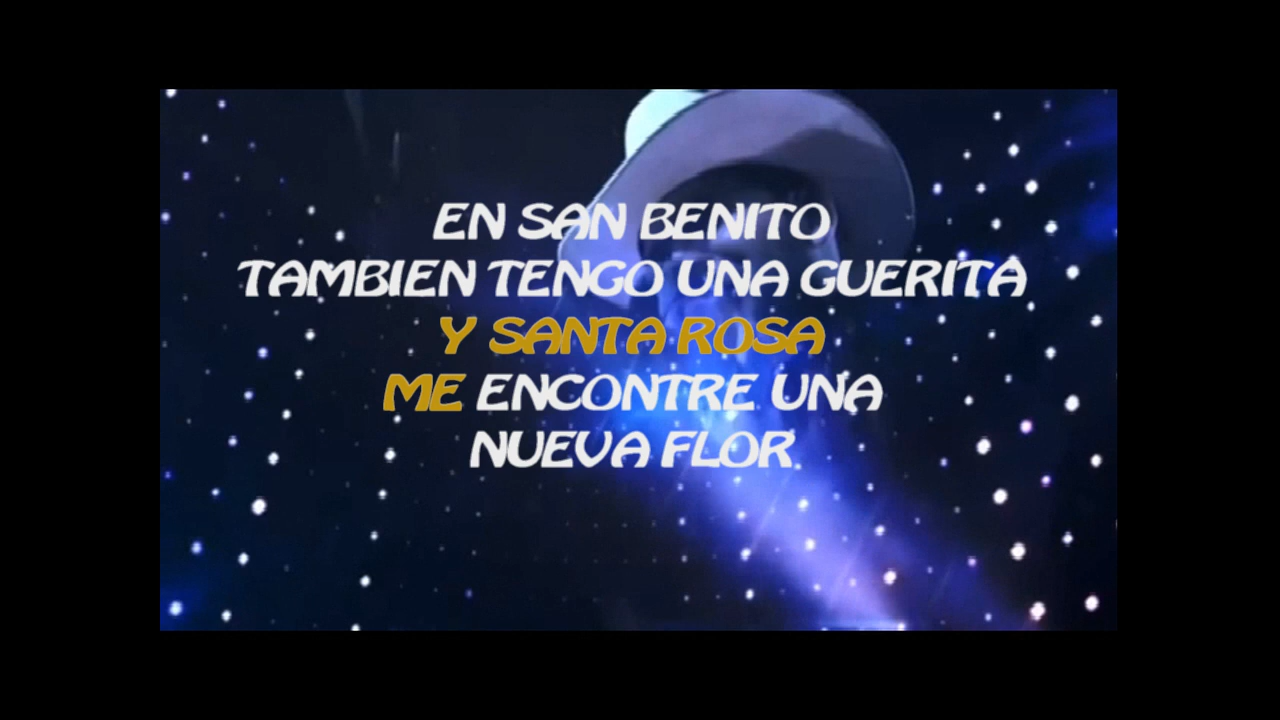 EN SAN BENITO
TAMBIEN TENGO UNA GUERITA
Y SANTA ROSA
ME ENCONTRE UNA
NUEVA FLOR